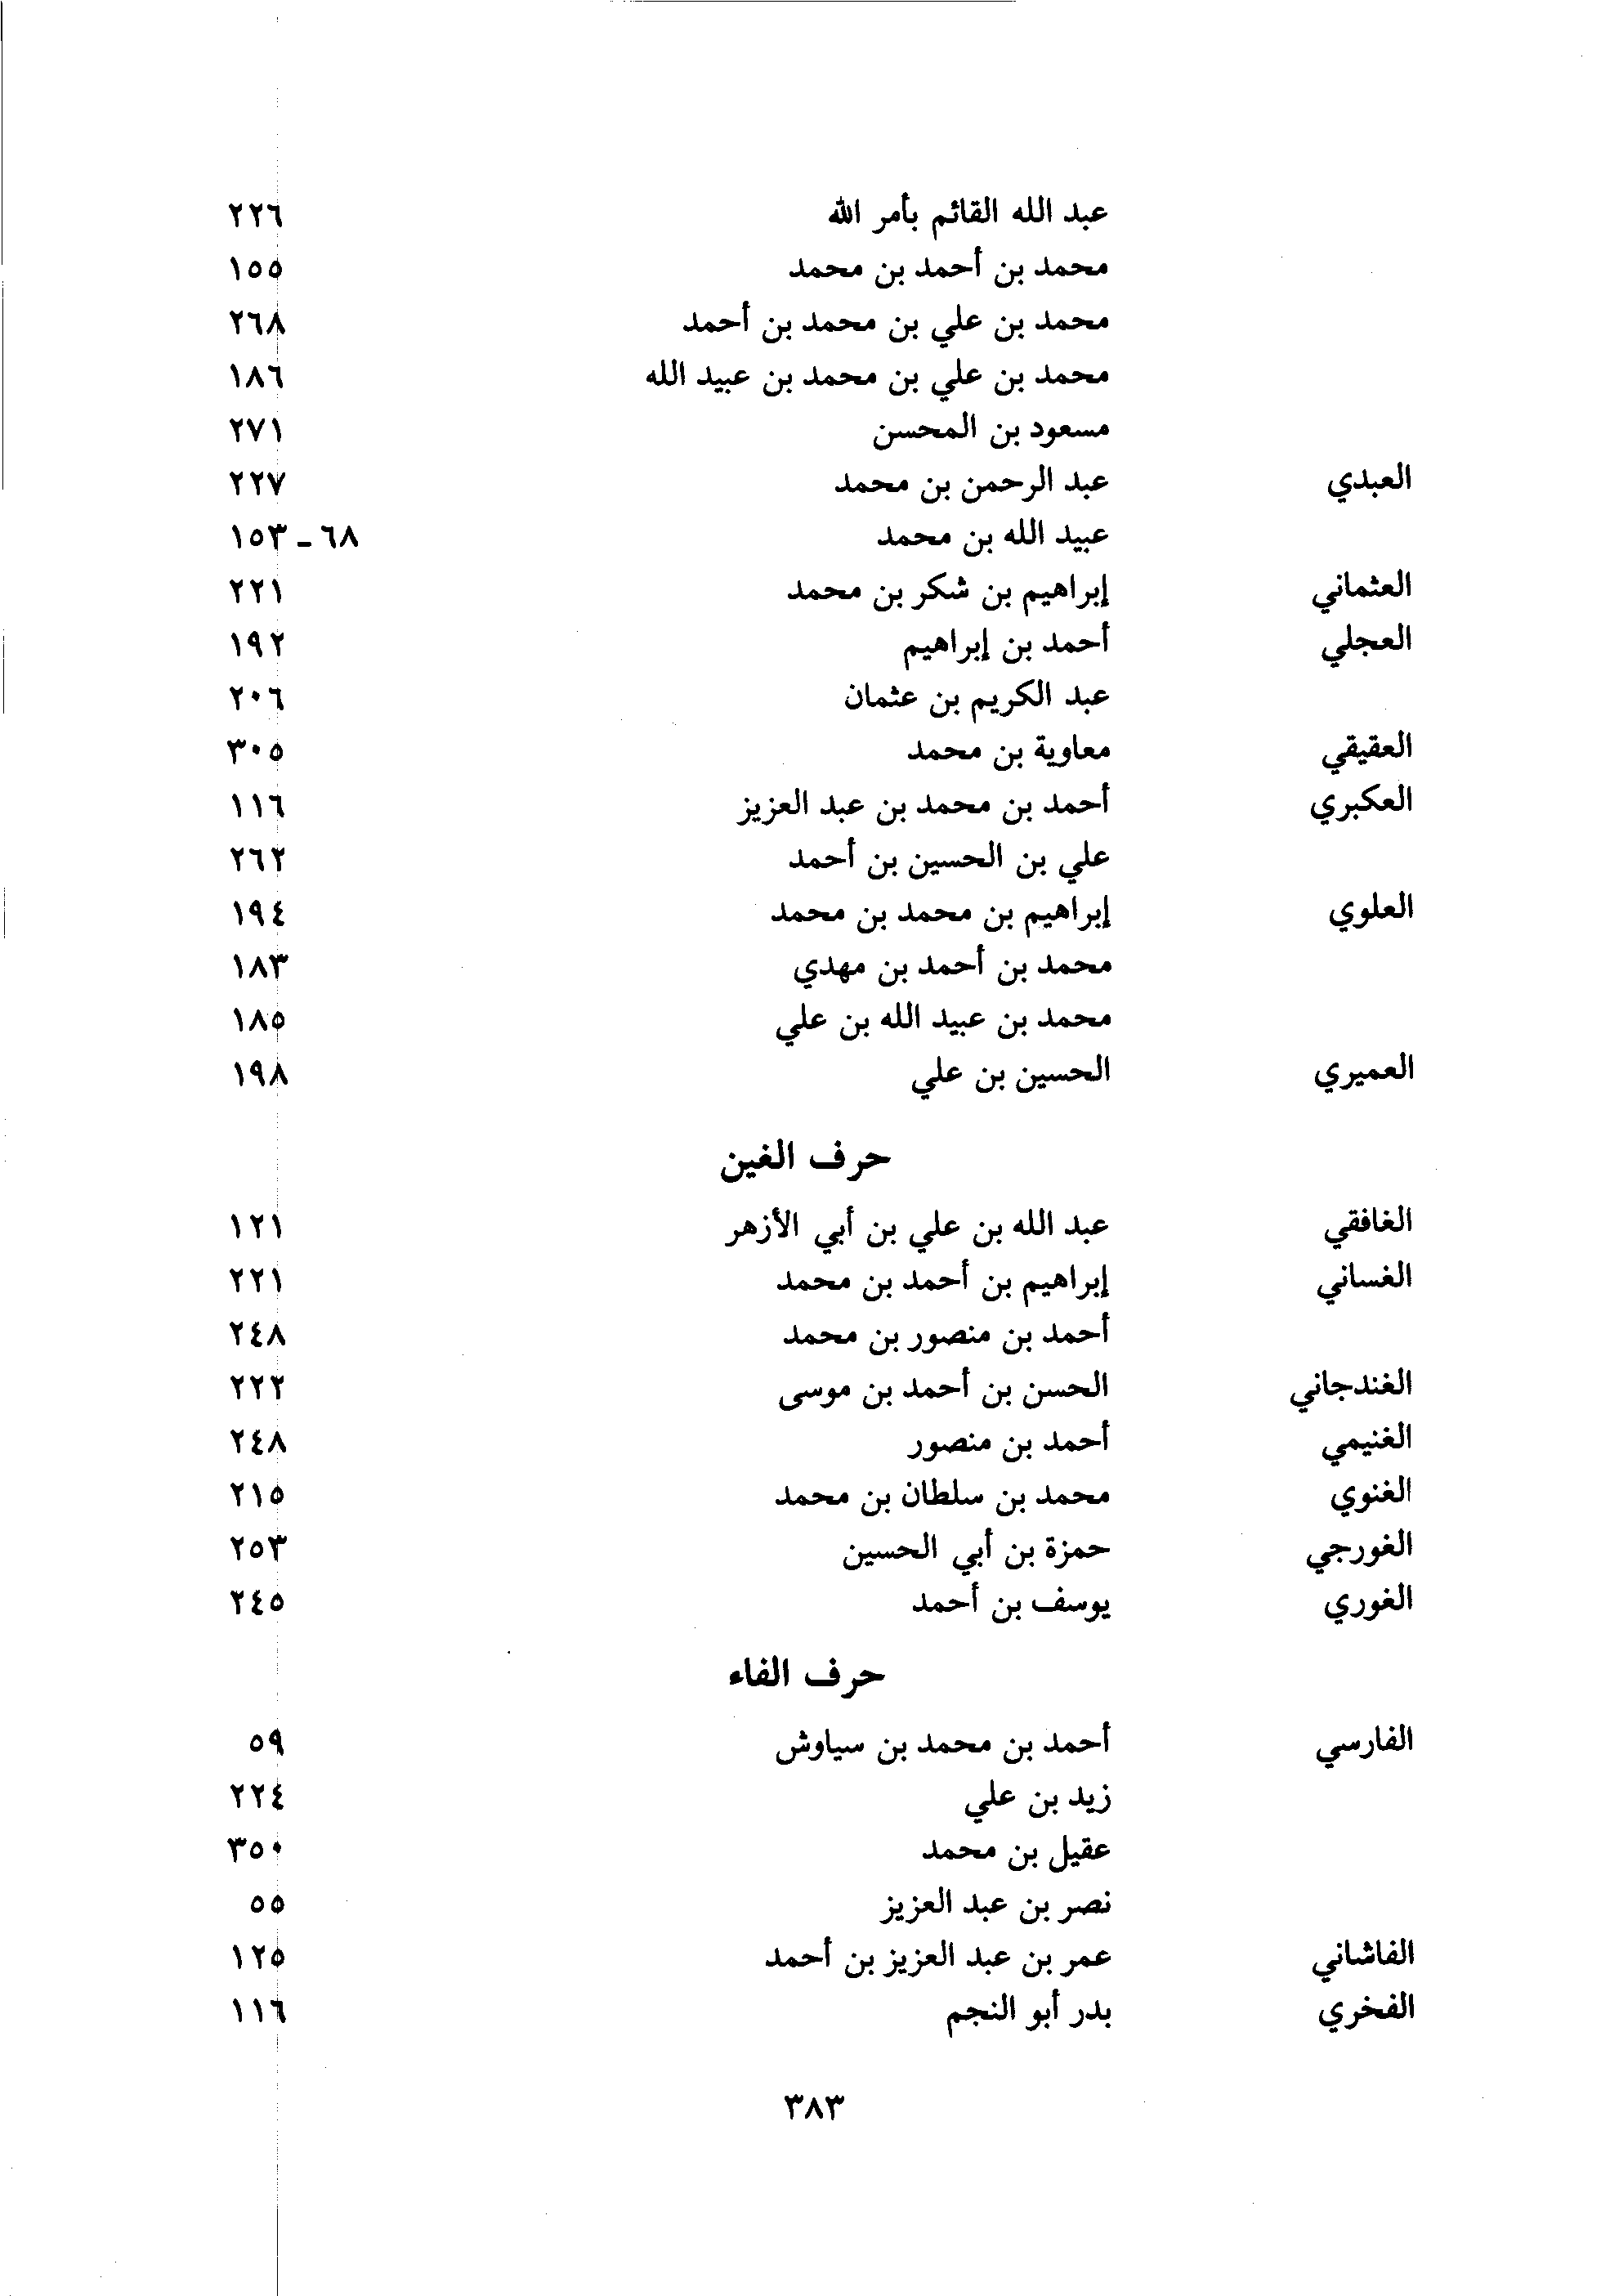 عبد الله القائم بأمر الله ٢٢٦
محمد بن أحمد بن محمد ١٥٥
محمد بن علي بن محمد بن أحمد ٢٦٨
محمد بن علي بن محمد بن عبيد الله ١٨٦
مسعود بن المحسن ٢٧١
العبدي عبد الرحمن بن محمد ٢٢٧
عبيد الله بن محمد ٦٨ - ١٥٣
العثماني إبراهيم بن شكر بن محمد ٢٢١
العجلي أحمد بن إبراهيم ١٩٢
عبد الكريم بن عثمان ٢٠٦
العقيقي معاوية بن محمد ٣٠٥
العكبري أحمد بن محمد بن عبد العزيز ١١٦
علي بن الحسين بن أحمد ٢٦٢
العلوي إبراهيم بن محمد بن محمد ١٩٤
محمد بن أحمد بن مهدي ١٨٣
محمد بن عبيد الله بن علي ١٨٥
العميري الحسين بن علي ١٩٨
حرف الغين
الغافقي عبد الله بن علي بن أبي الأزهر ١٢١
الغساني إبراهيم بن أحمد بن محمد ٢٢١
أحمد بن منصور بن محمد ٢٤٨
الغندجاني الحسن بن أحمد بن موسى ٢٢٢
الغنيمي أحمد بن منصور ٢٤٨
الغنوي محمد بن سلطان بن محمد ٢١٥
الغورجي حمزة بن أبي الحسين ٢٥٣
الغوري يوسف بن أحمد ٢٤٥
حرف الفاء
الفارسي أحمد بن محمد بن سياوش ٥٩
زيد بن علي ٢٢٤
عقيل بن محمد ٣٥٠
نصر بن عبد العزيز ٥٥
الفاشاني عمر بن عبد العزيز بن أحمد ١٢٥
الفخري بدر أبو النجم ١١٦
٣٨٣